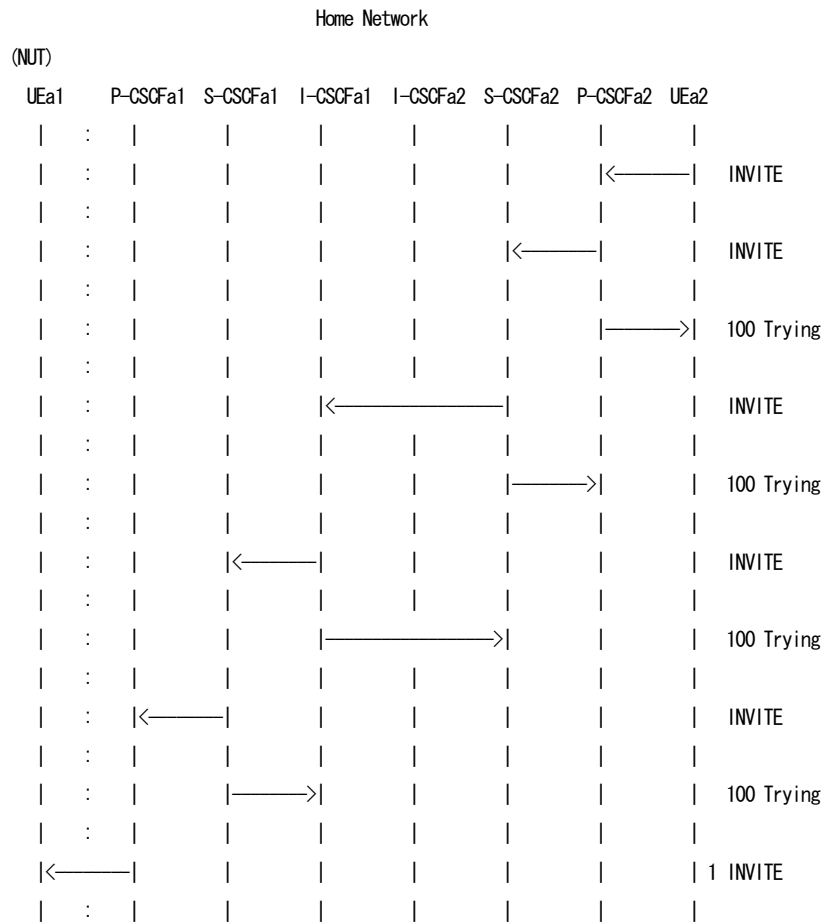 Home Network
(NUT)
UEa1 P-CSCFa1 S-CSCFa1 I-CSCFa1 I-CSCFa2 S-CSCFa2 P-CSCFa2 UEa2
INVITE
INVITE
100 Trying
INVITE
100 Trying
INVITE
100 Trying
INVITE
100 Trying
1 INVITE